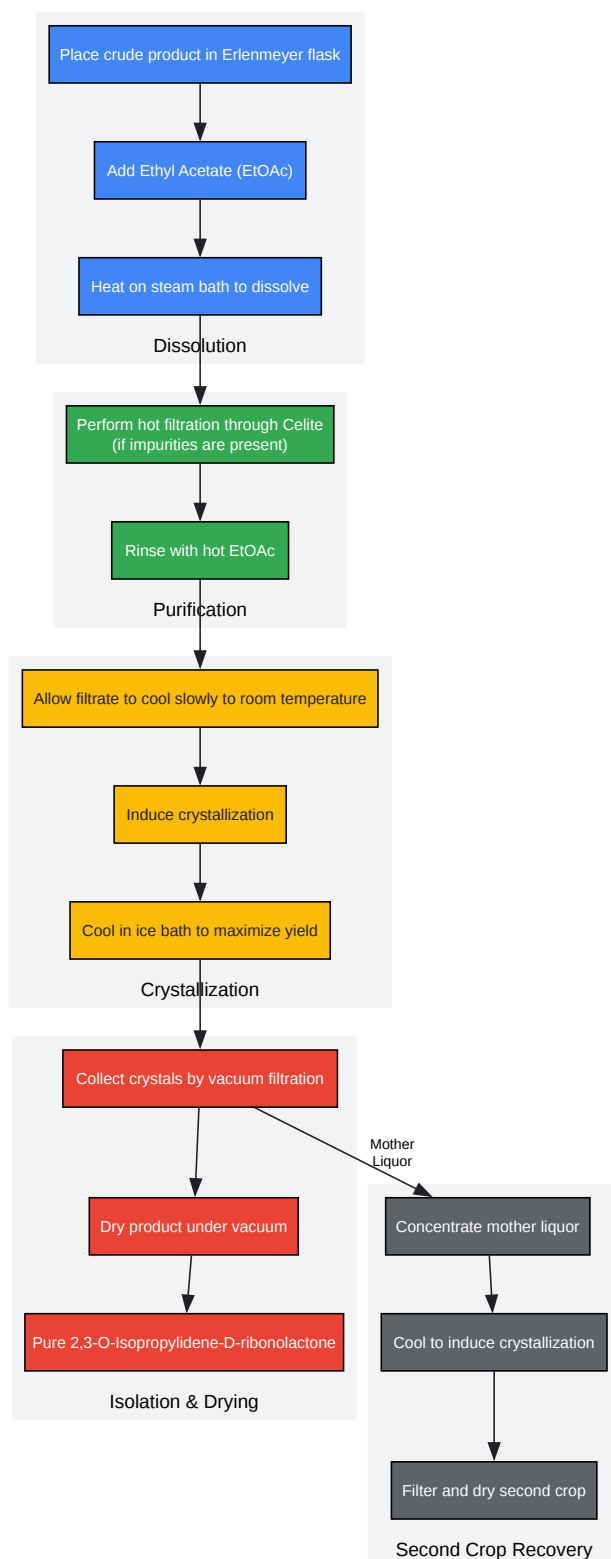 Place crude product in Erlenmeyer flask
Add Ethyl Acetate (EtOAc)
Heat on steam bath to dissolve
Dissolution
Perform hot filtration through Celite
(if impurities are present)
Rinse with hot EtOAc
Purification
Allow filtrate to cool slowly to room temperature
Induce crystallization
Cool in ice bath to maximize yield
Crystallization
Collect crystals by vacuum filtration
Mother
Liquor
Dry product under vacuum
Concentrate mother liquor
Pure 2,3-O-Isopropylidene-D-ribonolactone
Cool to induce crystallization
Isolation & Drying
Filter and dry second crop
Second Crop Recovery